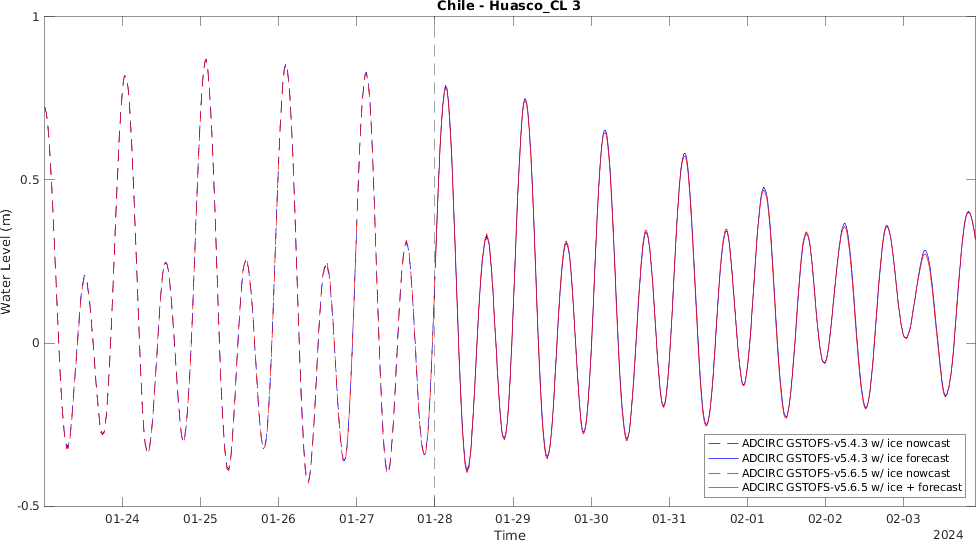 Chile - Huasco_CL 3
1
0.5
0
-0.5
Water Level (m)
01-24 01-25 01-26 01-27 01-28 01-29 01-30 01-31 02-01 02-02 02-03
Time
2024
ADCIRC GSTOFS-v5.4.3 w/ ice nowcast
ADCIRC GSTOFS-v5.4.3 w/ ice forecast
ADCIRC GSTOFS-v5.6.5 w/ ice nowcast
ADCIRC GSTOFS-v5.6.5 w/ ice + forecast